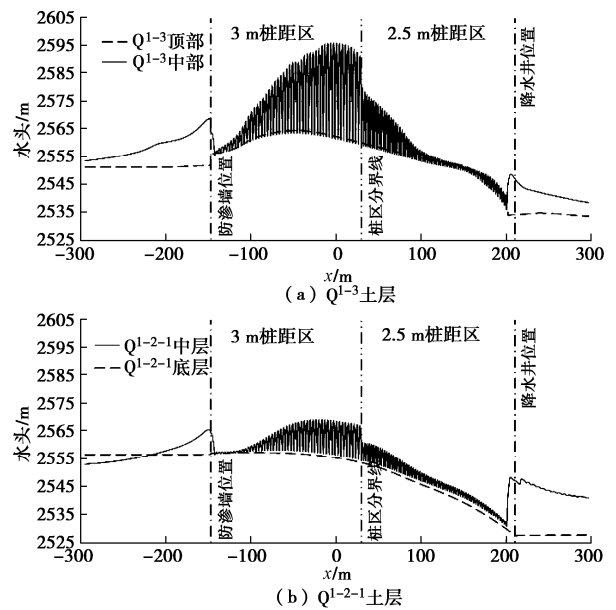 2605
2595
2585
2575
2565
2555
2545
2535
2525
水头/m
Q¹⁻³顶部
Q¹⁻³中部
3 m桩距区
2.5 m桩距区
防渗墙位置
桩区分界线
降水井位置
-300
-200
-100
0
100
200
300
x/m
（a）Q¹⁻³土层
2605
2595
2585
2575
2565
2555
2545
2535
2525
水头/m
Q¹⁻²⁻¹中层
Q¹⁻²⁻¹底层
3 m桩距区
2.5 m桩距区
防渗墙位置
桩区分界线
降水井位置
-300
-200
-100
0
100
200
300
x/m
（b）Q¹⁻²⁻¹土层